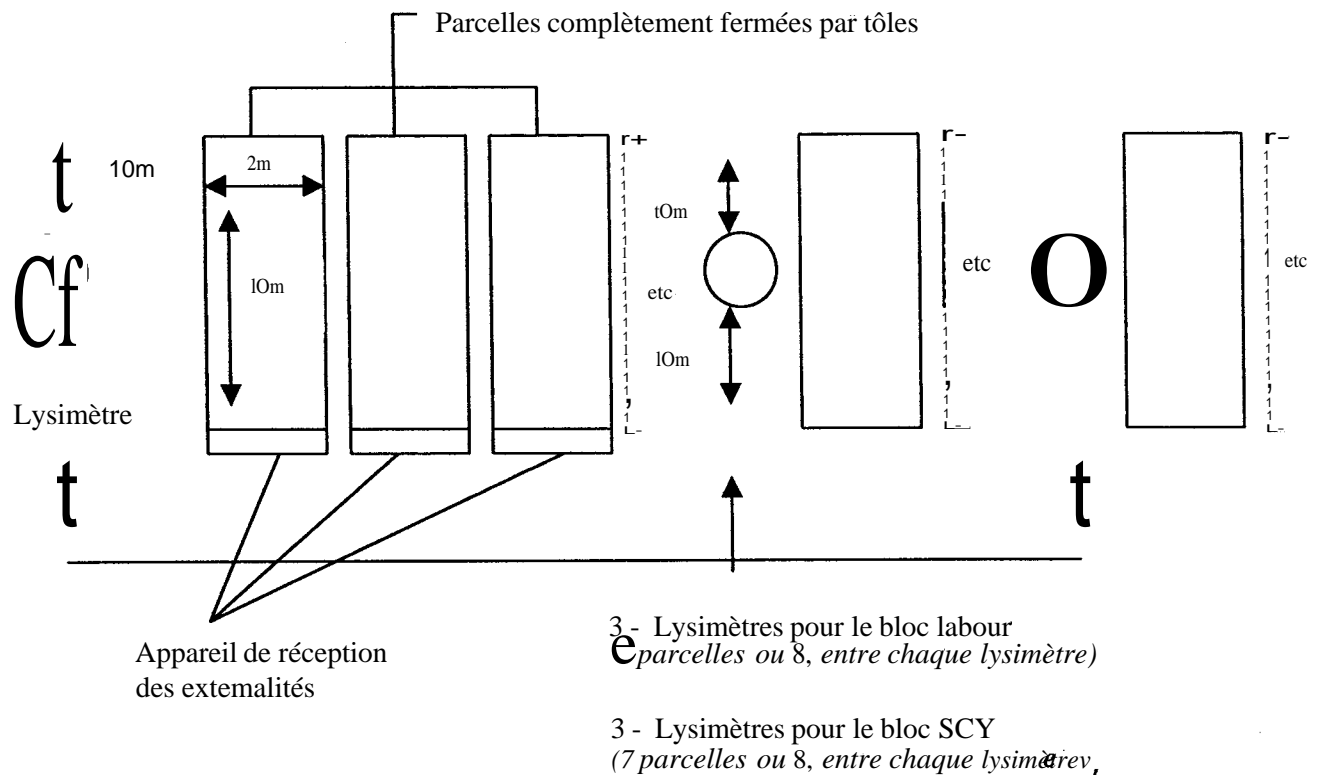 Parcelles complètement fermées par tôles
t
10m
2m
tOm
Cf
lOm
etc
etc
O
etc
lOm
Lysimètre
t
t
Appareil de réception
des extemalités
3 - Lysimètres pour le bloc labour
e parcelles ou 8, entre chaque lysimètre)
3 - Lysimètres pour le bloc SCY
(7 parcelles ou 8, entre chaque